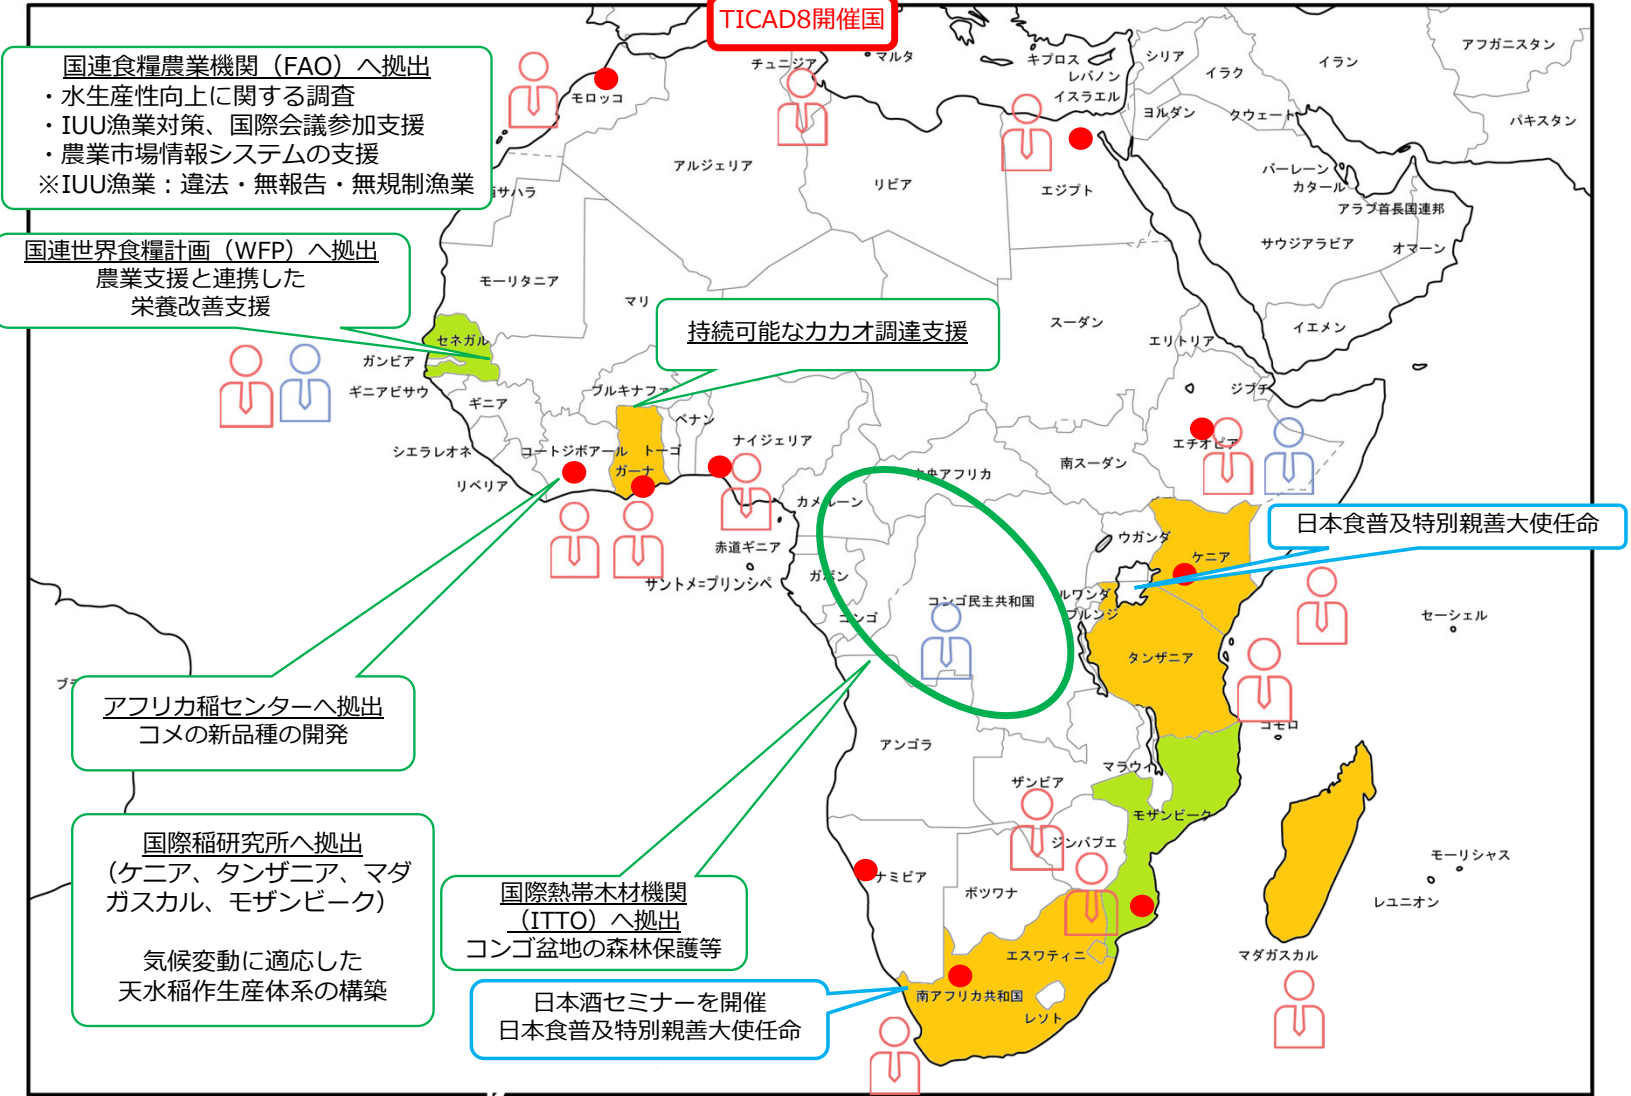 TICAD8開催国
国連食糧農業機関（FAO）へ拠出
・水生産性向上に関する調査
・IUU漁業対策、国際会議参加支援
・農業市場情報システムの支援
※IUU漁業：違法・無報告・無規制漁業
国連世界食糧計画（WFP）へ拠出
農業支援と連携した
栄養改善支援
持続可能なカカオ調達支援
日本食普及特別親善大使任命
アフリカ稲センターへ拠出
コメの新品種の開発
国際稲研究所へ拠出
（ケニア、タンザニア、マダ
ガスカル、モザンビーク）
気候変動に適応した
天水稲作生産体系の構築
国際熱帯木材機関
（ITTO）へ拠出
コンゴ盆地の森林保護等
日本酒セミナーを開催
日本食普及特別親善大使任命
モロッコ
チュニジア
マルタ
キプロス
シリア
レバノン
イスラエル
イラク
イラン
アフガニスタン
ヨルダン
クウェート
パキスタン
アルジェリア
リビア
エジプト
バーレーン
カタール
アラブ首長国連邦
サウジアラビア
オマーン
サハラ
モーリタニア
マリ
スーダン
エリトリア
イエメン
セネガル
ガンビア
ギニアビサウ
ギニア
ブルキナファ
ベナン
ジブチ
シエラレオネ
コートジボアール
トーゴ
ガーナ
ナイジェリア
中央アフリカ
南スーダン
エチオピア
リベリア
カメルーン
赤道ギニア
サントメ=プリンシペ
ガボン
コンゴ
コンゴ民主共和国
ウガンダ
ケニア
ルワンダ
ブルンジ
タンザニア
セーシェル
コモロ
ブ
アンゴラ
ザンビア
マラウイ
モザンビーク
ジンバブエ
ナミビア
ボツワナ
モーリシャス
レユニオン
マダガスカル
エスワティニ
南アフリカ共和国
レソト